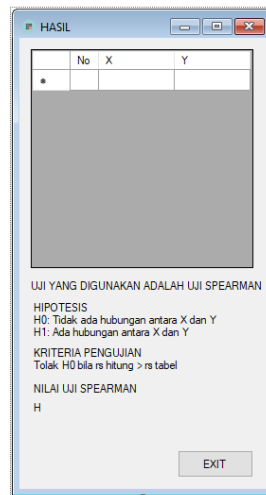 HASIL
No X Y
*
UJI YANG DIGUNAKAN ADALAH UJI SPEARMAN
HIPOTESIS
H0: Tidak ada hubungan antara X dan Y
H1: Ada hubungan antara X dan Y
KRITERIA PENGUJIAN
Tolak H0 bila rs hitung > rs tabel
NILAI UJI SPEARMAN
H
EXIT